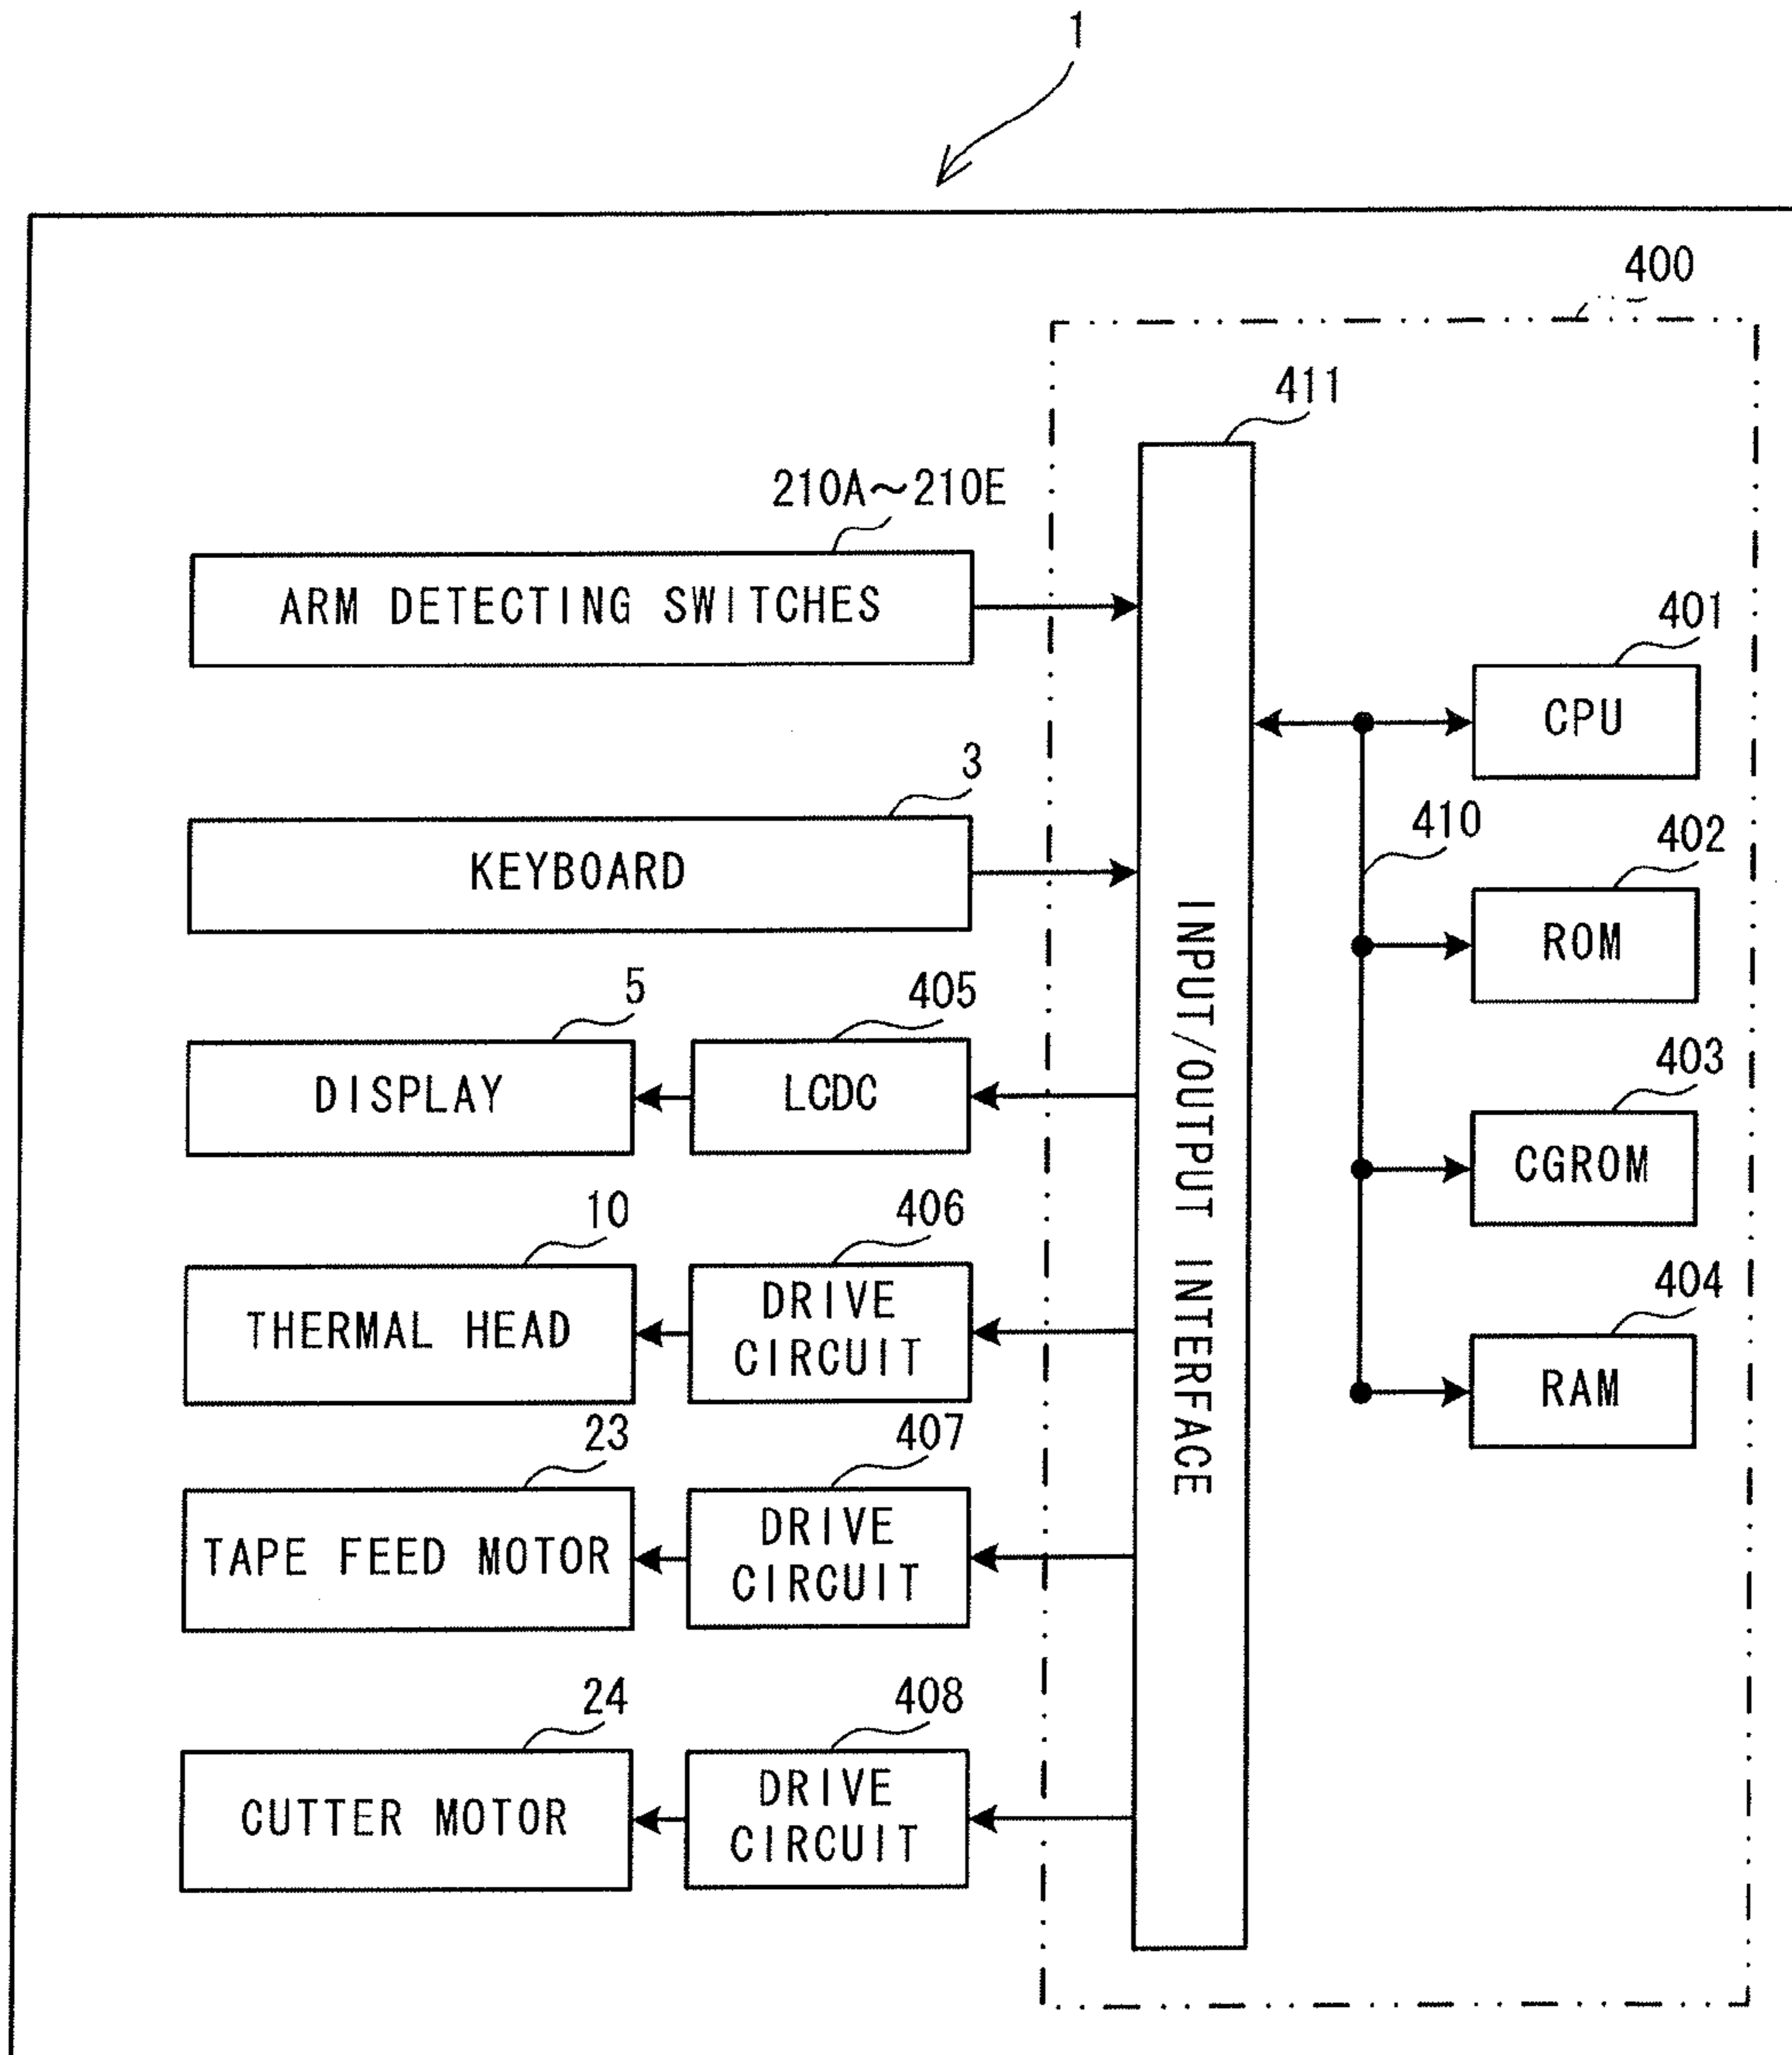 1
400
411
210A～210E
ARM DETECTING SWITCHES
401
CPU
3
KEYBOARD
410
402
ROM
INPUT/OUTPUT INTERFACE
5
405
DISPLAY
LCDC
403
CGROM
10
406
THERMAL HEAD
DRIVE
CIRCUIT
404
RAM
23
407
TAPE FEED MOTOR
DRIVE
CIRCUIT
24
408
CUTTER MOTOR
DRIVE
CIRCUIT